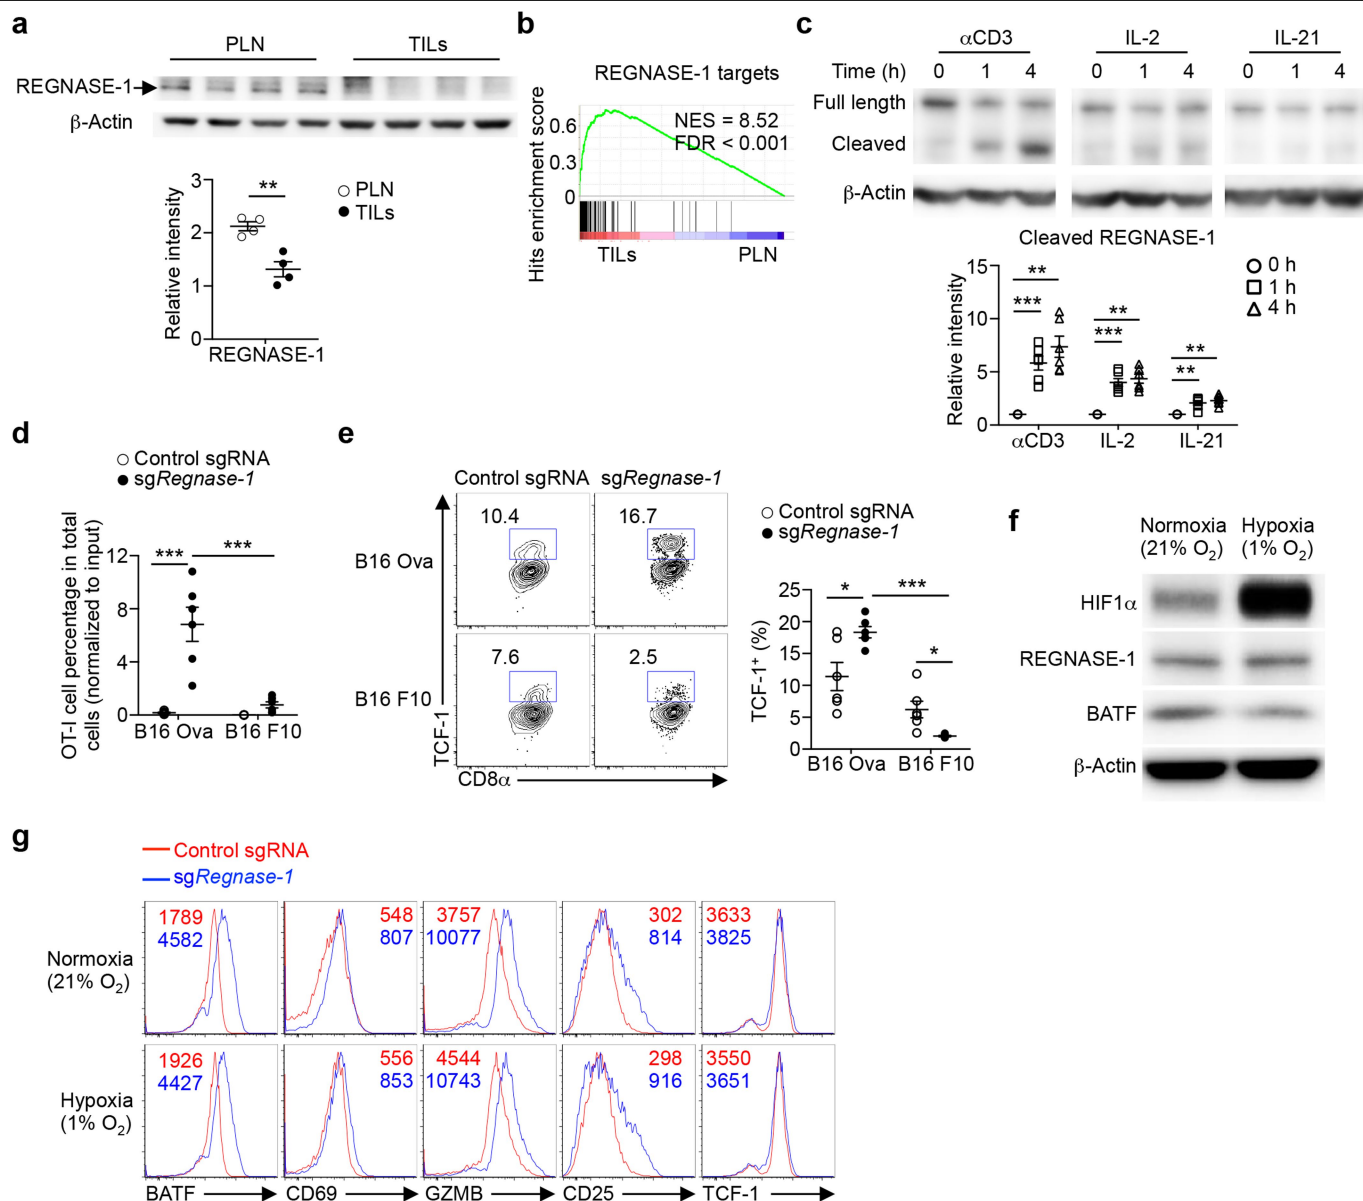 a
PLN TILs
REGNASE-1
β-Actin
Relative intensity
3
2
1
0
**
PLN
TILs
REGNASE-1
b
REGNASE-1 targets
Hits enrichment score
0.6
0.3
0
NES = 8.52
FDR < 0.001
TILs PLN
c
αCD3 IL-2 IL-21
Time (h) 0 1 4 0 1 4 0 1 4
Full length
Cleaved
β-Actin
Cleaved REGNASE-1
Relative intensity
15
10
5
0
** *** ** *** ** **
0 h
1 h
4 h
αCD3 IL-2 IL-21
d
Control sgRNA
sgRegnase-1
OT-I cell percentage in total
cells (normalized to input)
12
8
4
0
*** ***
B16 Ova B16 F10
e
Control sgRNA sgRegnase-1
B16 Ova
10.4 16.7
B16 F10
7.6 2.5
TCF-1
CD8α
Control sgRNA
sgRegnase-1
TCF-1+ (%)
25
20
15
10
5
0
* *** *
B16 Ova B16 F10
f
Normoxia Hypoxia
(21% O2) (1% O2)
HIF1α
REGNASE-1
BATF
β-Actin
g
Control sgRNA
sgRegnase-1
Normoxia
(21% O2)
1789 548 3757 302 3633
4582 807 10077 814 3825
Hypoxia
(1% O2)
1926 556 4544 298 3550
4427 853 10743 916 3651
BATF CD69 GZMB CD25 TCF-1